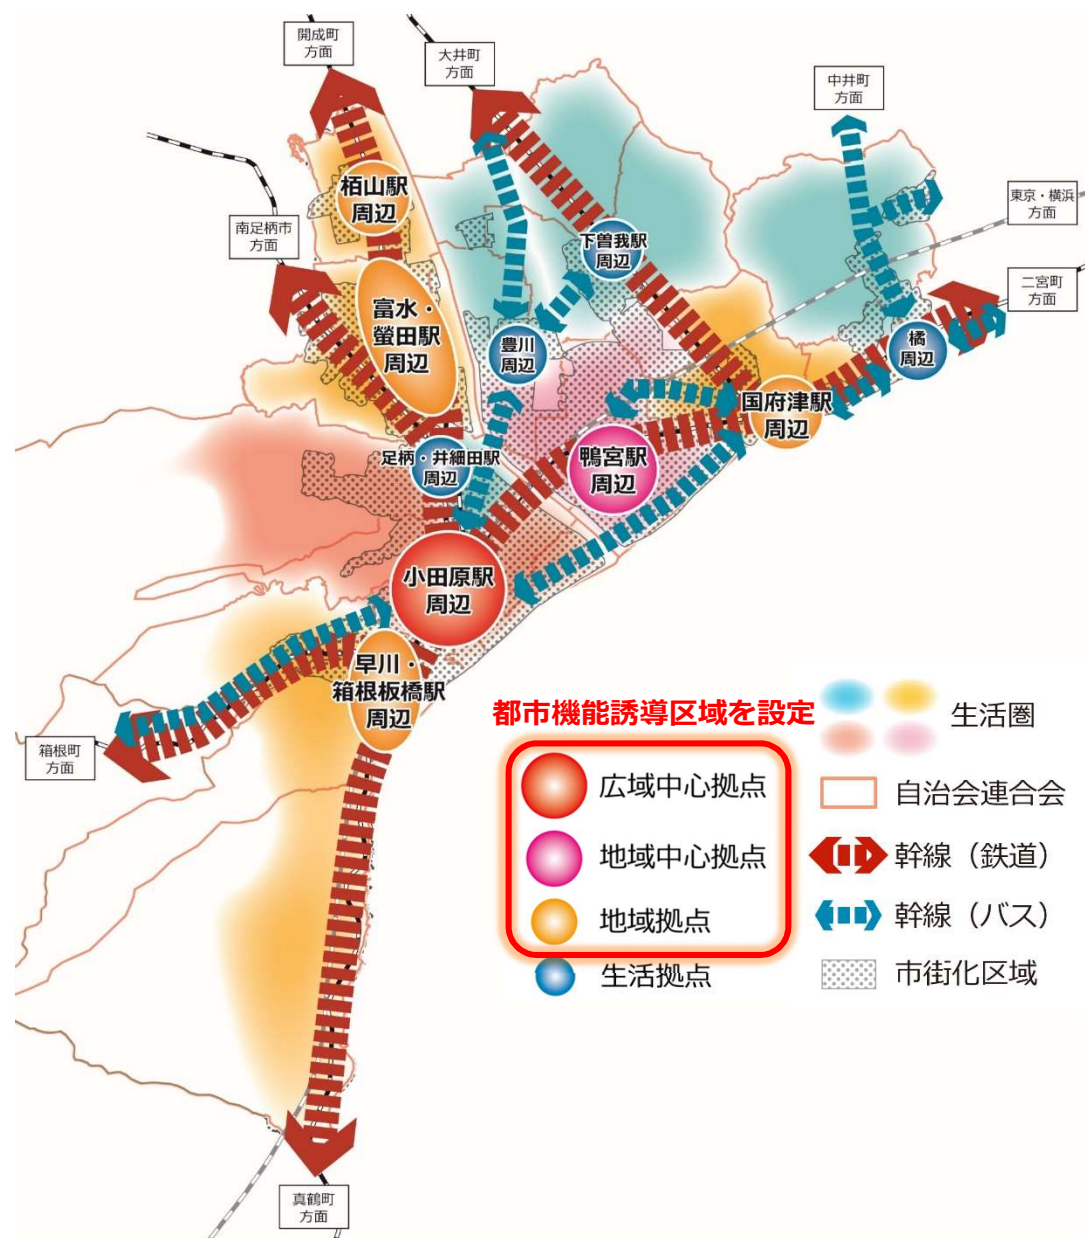 開成町
方面
大井町
方面
中井町
方面
東京・横浜
方面
南足柄市
方面
二宮町
方面
栢山駅
周辺
下曽我駅
周辺
富水・
螢田駅
周辺
豊川
周辺
橘
周辺
国府津駅
周辺
足柄・井細田駅
周辺
鴨宮駅
周辺
小田原駅
周辺
早川・
箱根板橋駅
周辺
箱根町
方面
真鶴町
方面
都市機能誘導区域を設定
広域中心拠点
地域中心拠点
地域拠点
生活拠点
生活圏
自治会連合会
幹線（鉄道）
幹線（バス）
市街化区域